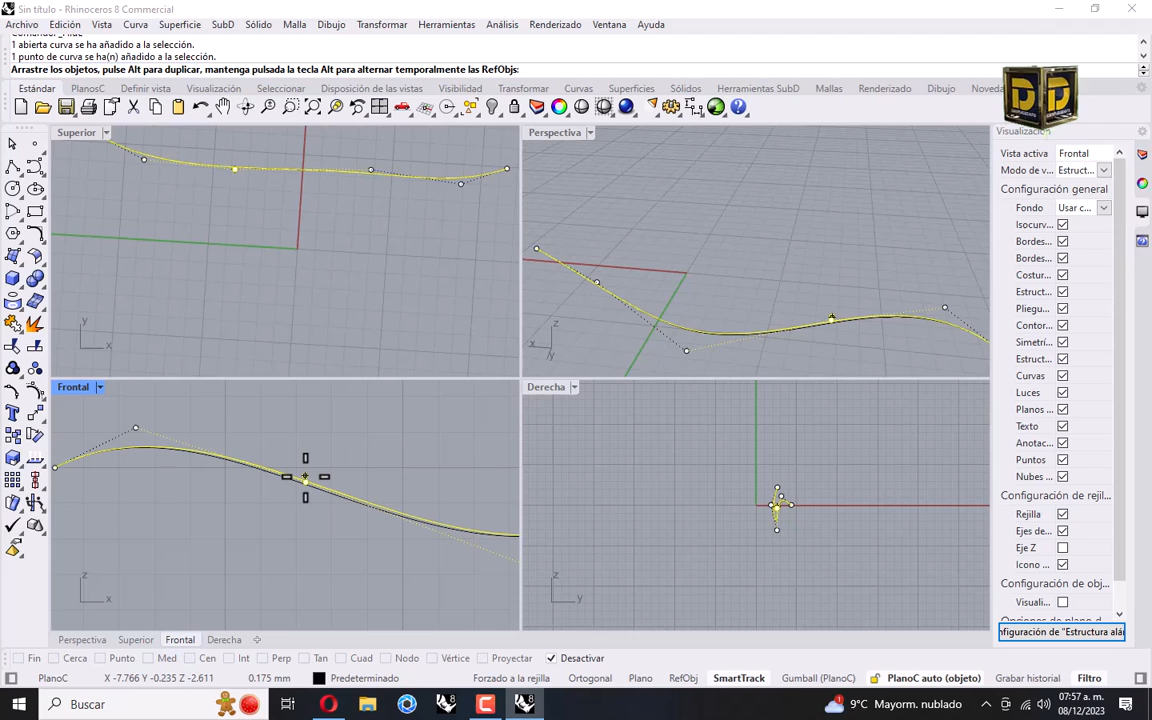 Sin título - Rhinoceros 8 Commercial
Archivo Edición Vista Curva Superficie SubD Sólido Malla Dibujo Transformar Herramientas Análisis Renderizado Ventana Ayuda
1 abierta curva se ha añadido a la selección.
1 punto de curva se ha(n) añadido a la selección.
Arrastre los objetos, pulse Alt para duplicar, mantenga pulsada la tecla Alt para alternar temporalmente las RefObjs:
Estándar PlanosC Definir vista Visualización Seleccionar Disposición de las vistas Visibilidad Transformar Curvas Superficies Sólidos Herramientas SubD Mallas Renderizado Dibujo
Superior
Perspectiva
Visualización
Vista activa Frontal
Modo de v... Estruct...
Configuración general
Fondo Usar c...
Isocurv...
Bordes...
Bordes...
Costur...
Estruct...
Pliegu...
Contor...
Simetrí...
Estruct...
Curvas
Luces
Planos ...
Texto
Anotac...
Puntos
Nubes ...
Configuración de rejil
Rejilla
Ejes de...
Eje Z
Icono ...
Configuración de obj
Visuali...
nfiguración de "Estructura alá
y
x
z
x
y
Frontal
Derecha
z
x
z
y
Perspectiva Superior Frontal Derecha
Fin Cerca Punto Med Cen Int Perp Tan Cuad Nodo Vértice Proyectar Desactivar
PlanoC X -7.766 Y -0.235 Z -2.611 0.175 mm Predeterminado Forzado a la rejilla Ortogonal Plano RefObj SmartTrack Gumball (PlanoC) PlanoC auto (objeto) Grabar historial Filtro
Buscar
9°C Mayorm. nublado
07:57 a. m.
08/12/2023